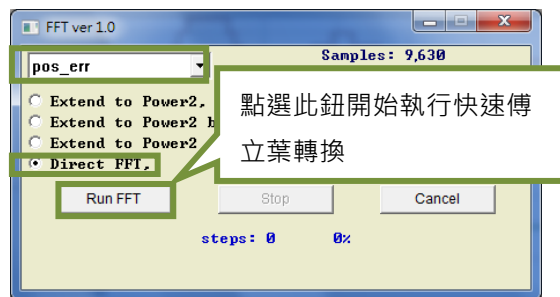 FFT ver 1.0
pos_err
Samples: 9,630
Extend to Power2,
Extend to Power2 b
Extend to Power2
Direct FFT,
點選此鈕開始執行快速傅
立葉轉換
Run FFT
Stop
Cancel
steps: 0 0%